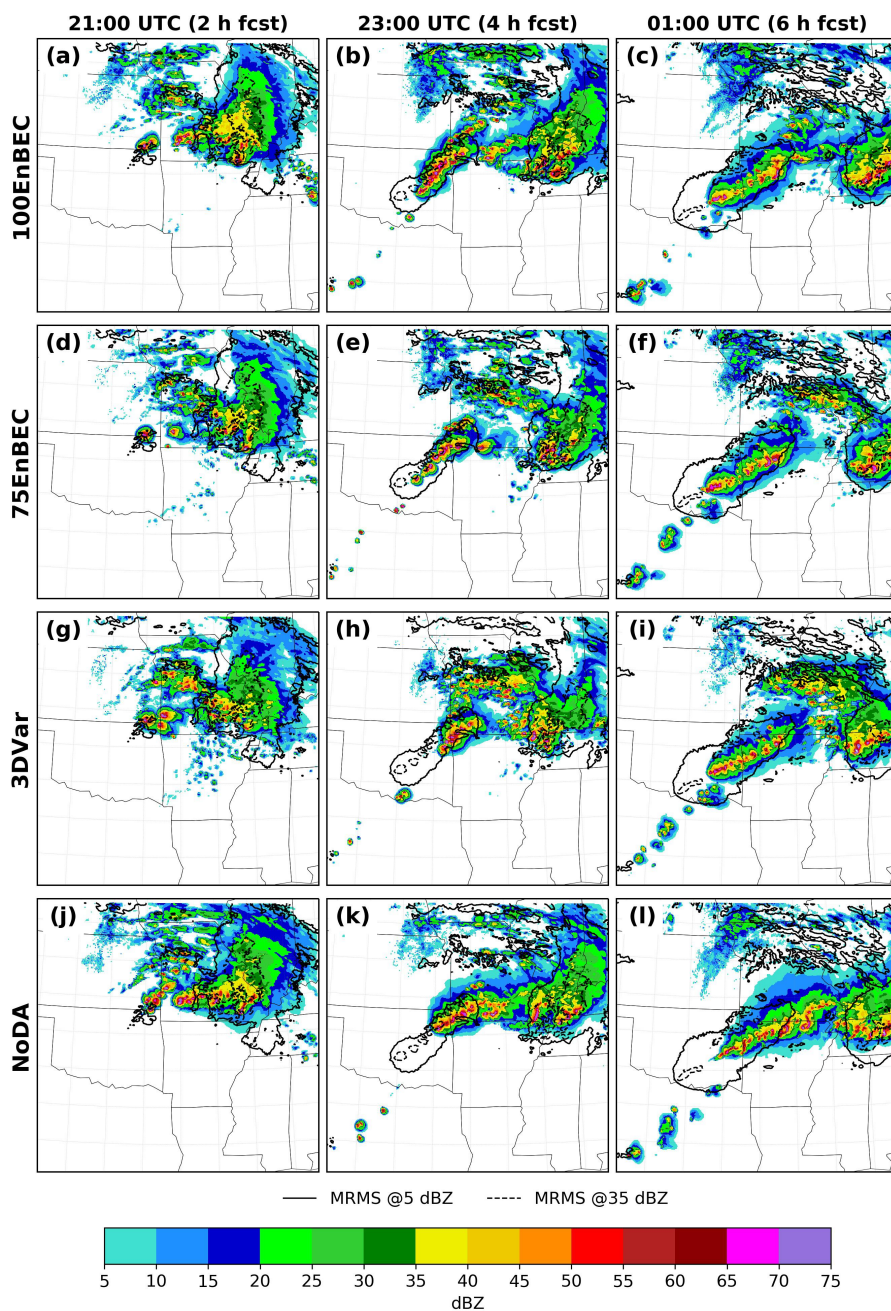 21:00 UTC (2 h fcst) 23:00 UTC (4 h fcst) 01:00 UTC (6 h fcst)
100EnBEC
(a) (b) (c)
75EnBEC
(d) (e) (f)
3DVar
(g) (h) (i)
NoDA
(j) (k) (l)
MRMS @5 dBZ MRMS @35 dBZ
5 10 15 20 25 30 35 40 45 50 55 60 65 70 75
dBZ